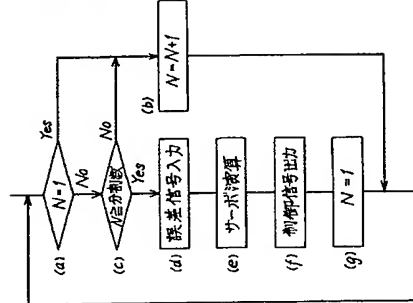 (a)
N=1
Yes
No
(b)
N=N+1
(c)
N≧分割数
No
Yes
(d)
誤差信号入力
(e)
サーボ演算
(f)
制御信号出力
(g)
N=1